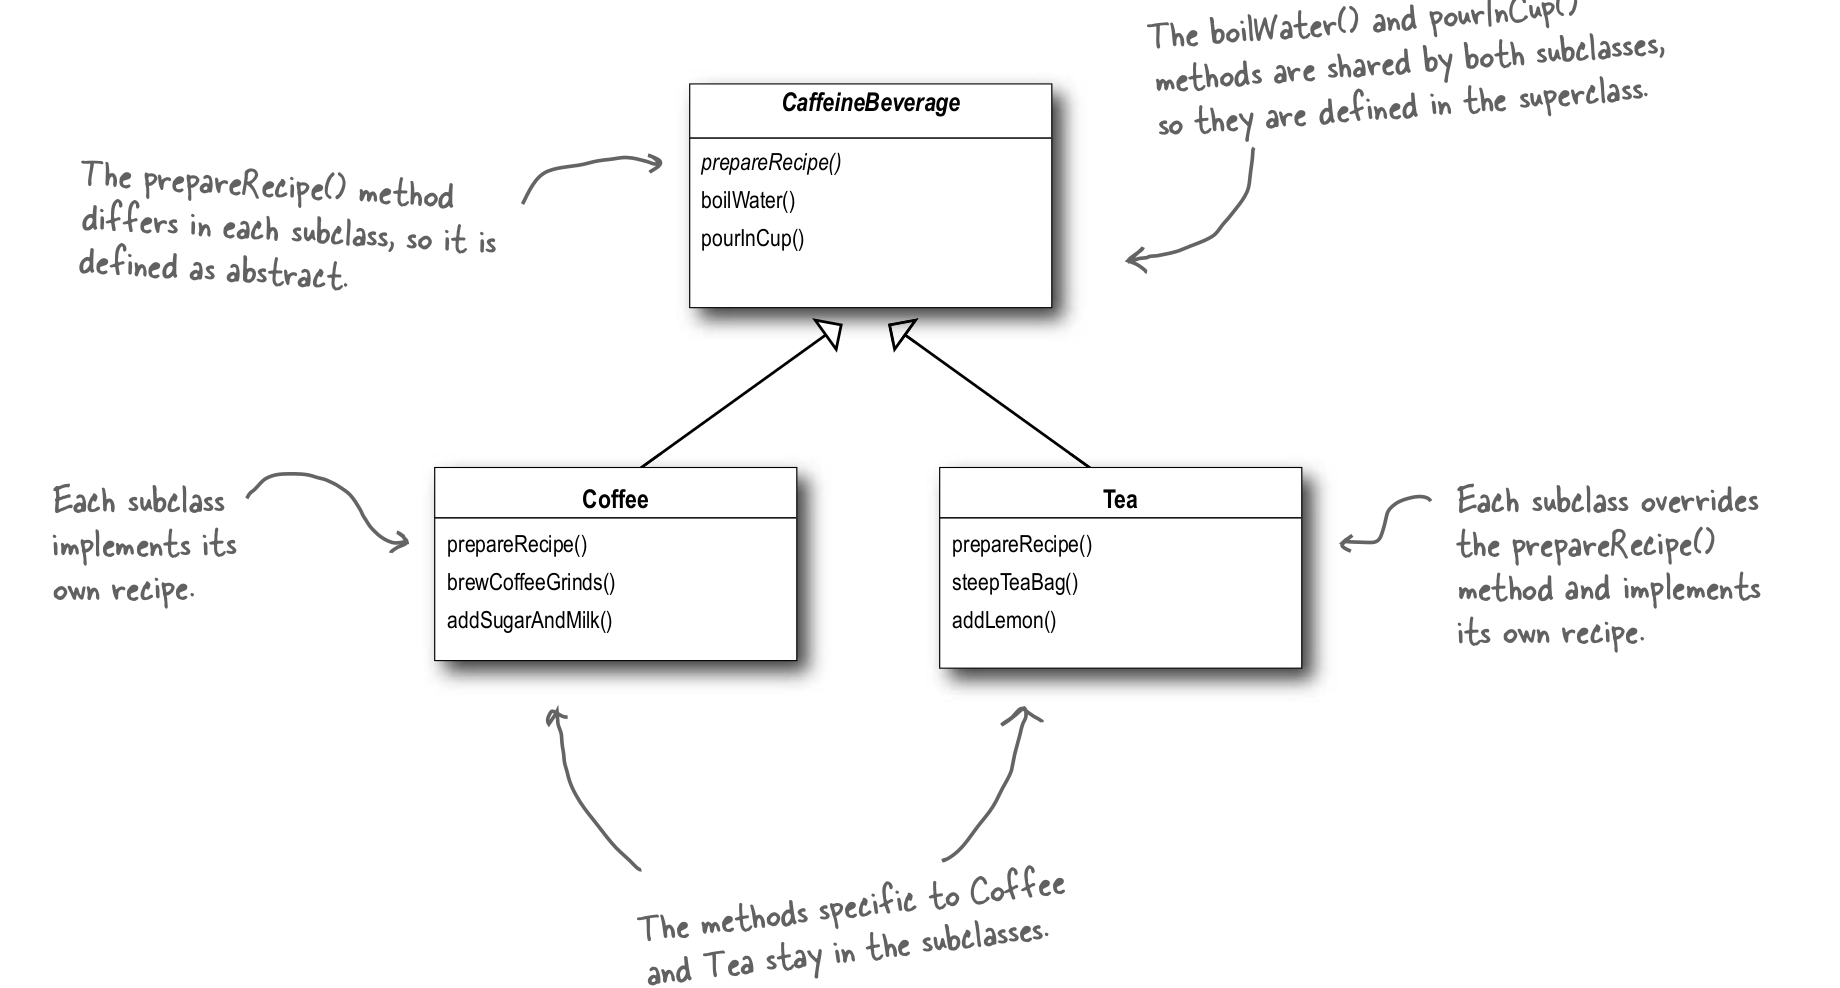 The boilWater() and pourInCup()
methods are shared by both subclasses,
so they are defined in the superclass.
CaffeineBeverage
prepareRecipe()
boilWater()
pourInCup()
The prepareRecipe() method
differs in each subclass, so it is
defined as abstract.
Each subclass
implements its
own recipe.
Coffee
prepareRecipe()
brewCoffeeGrinds()
addSugarAndMilk()
Tea
prepareRecipe()
steepTeaBag()
addLemon()
Each subclass overrides
the prepareRecipe()
method and implements
its own recipe.
The methods specific to Coffee
and Tea stay in the subclasses.